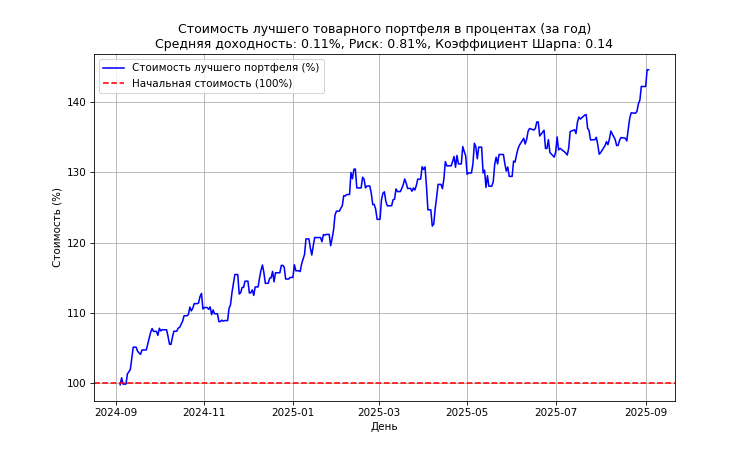 Стоимость лучшего товарного портфеля в процентах (за год)
Средняя доходность: 0.11%, Риск: 0.81%, Коэффициент Шарпа: 0.14
Стоимость лучшего портфеля (%)
Начальная стоимость (100%)
Стоимость (%)
140
130
120
110
100
2024-09
2024-11
2025-01
2025-03
2025-05
2025-07
2025-09
День